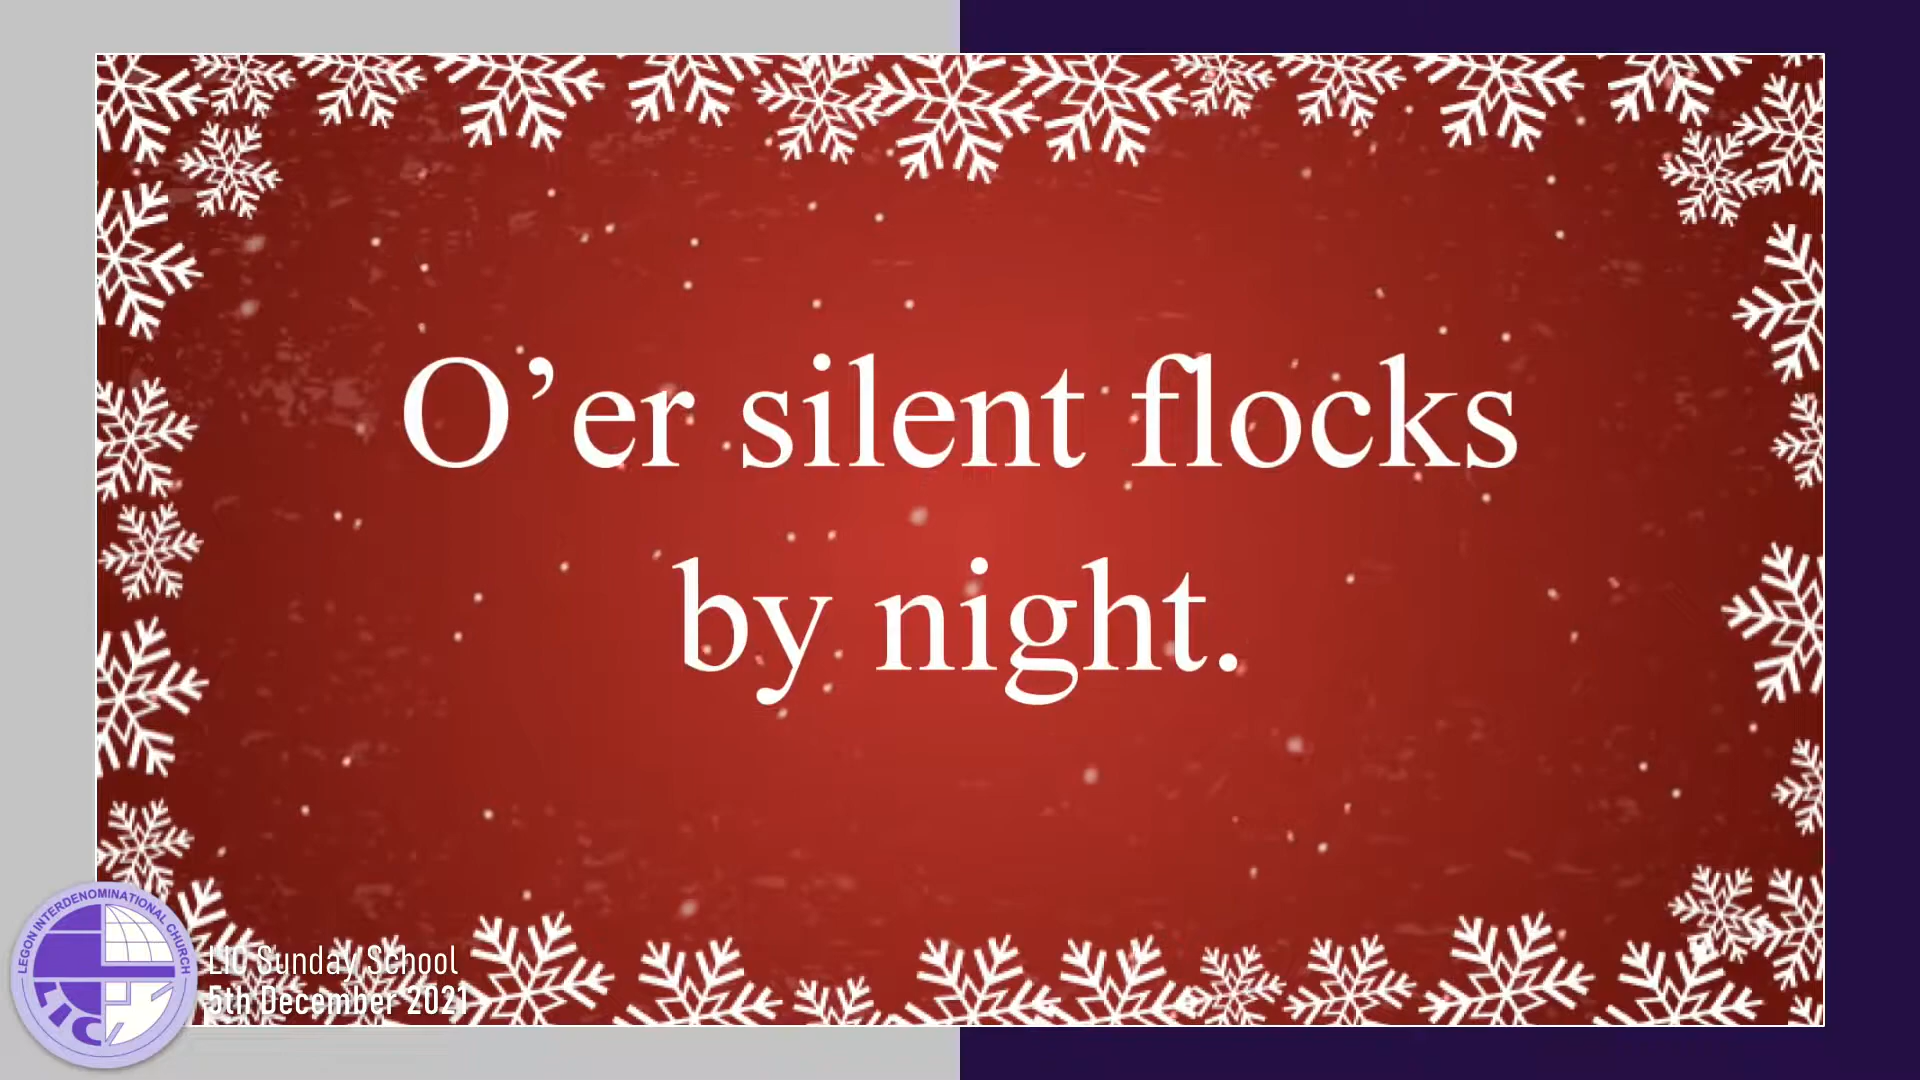 O’er silent flocks
by night.
LEGON INTERDENOMINATIONAL CHURCH
LIC
LIC Sunday School
5th December 2021